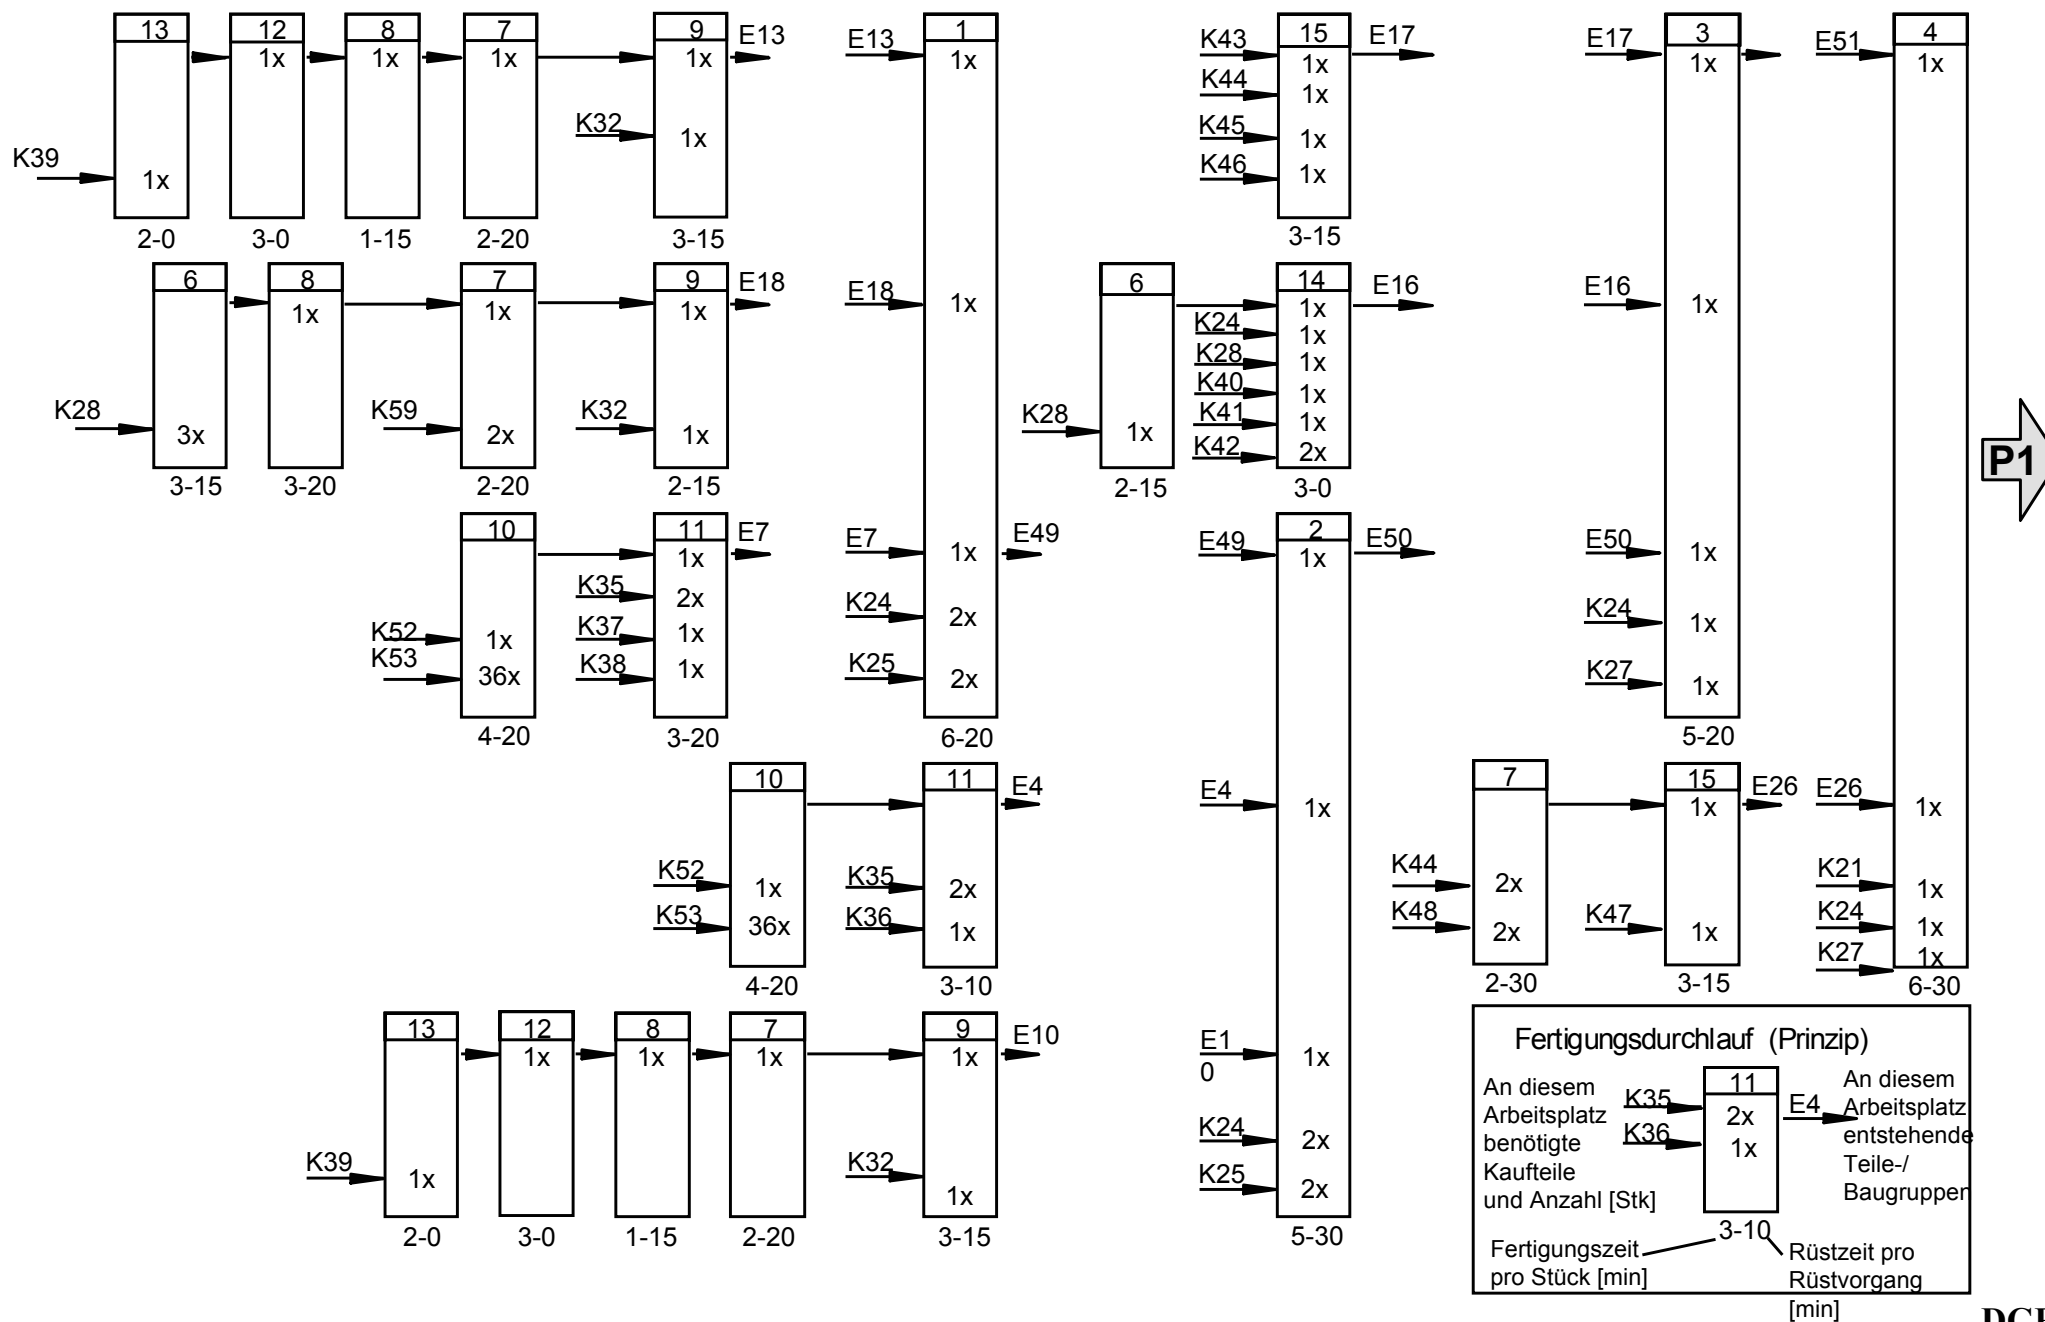 13 12 8 7 9 E13 E13 1 K43 15 E17 E17 3 E51 4
1x 1x 1x 1x 1x 1x 1x 1x
K44 1x
K32 1x K45 1x
K39 1x K46 1x
2-0 3-0 1-15 2-20 3-15 3-15
6 8 7 9 E18 E18 6 14 E16 E16
1x 1x 1x 1x 1x 1x
K24 1x
K28 1x
K40 1x
K28 3x K59 2x K32 1x K28 1x K41 1x
K42 2x
3-15 3-20 2-20 2-15 2-15 3-0
P1
10 11 E7 E7 1x E49 E49 2 E50 E50 1x
1x 1x
K35 2x K24 2x K24 1x
K52 1x K37 1x
K53 36x K38 1x K25 2x K27 1x
4-20 3-20 6-20 5-20
10 11 E4 E4 1x 7 15 E26 E26 1x
1x
K52 1x K35 2x K44 2x K21 1x
K53 36x K36 1x K48 2x K47 1x K24 1x
K27 1x
4-20 3-10 2-30 3-15 6-30
13 12 8 7 9 E10 E1
0 1x
1x 1x 1x 1x
K24 2x
K39 1x K32 1x K25 2x
2-0 3-0 1-15 2-20 3-15 5-30
Fertigungsdurchlauf (Prinzip)
An diesem
Arbeitsplatz
benötigte
Kaufteile
und Anzahl [Stk]
K35 11 E4
K36 2x
1x
3-10
An diesem
Arbeitsplatz
entstehende
Teile-/
Baugruppen
Fertigungszeit
pro Stück [min]
Rüstzeit pro
Rüstvorgang
[min]